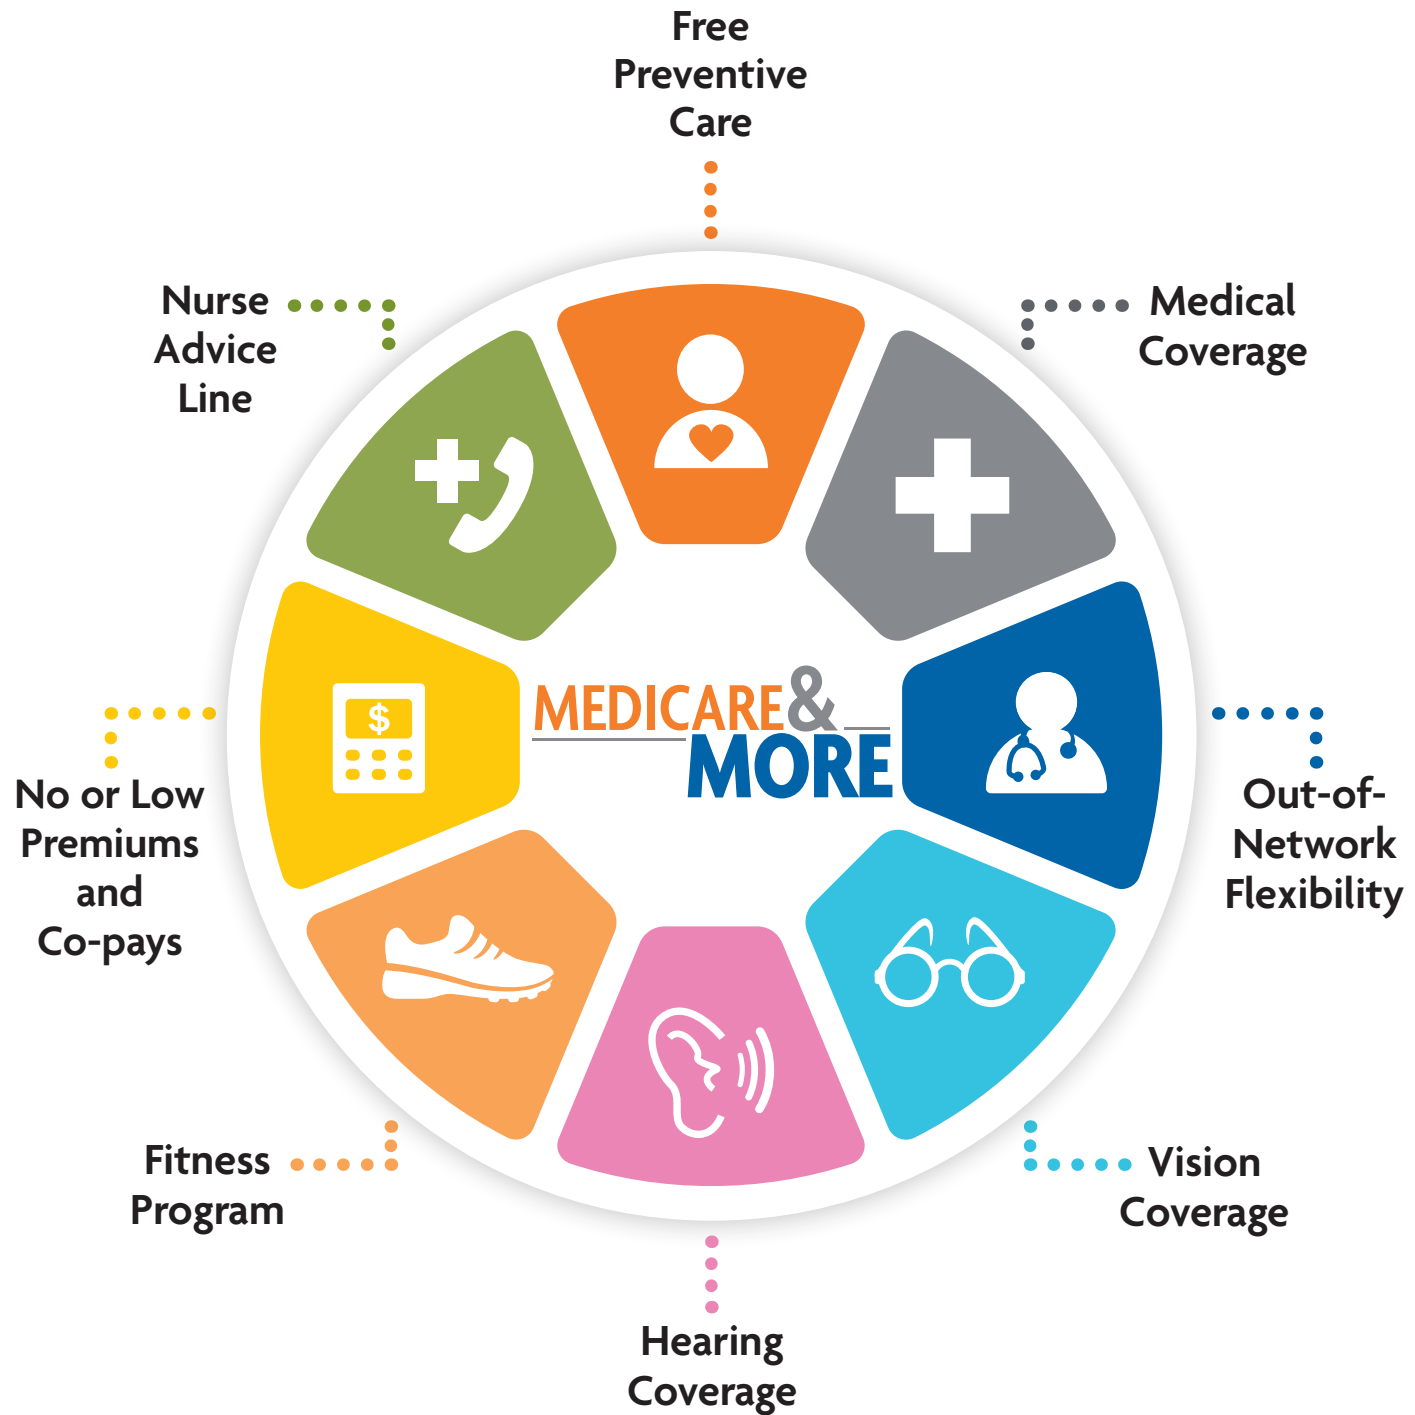 Free
Preventive
Care
Nurse
Advice
Line
Medical
Coverage
MEDICARE &
MORE
$
No or Low
Premiums
and
Co-pays
Out-of-
Network
Flexibility
Fitness
Program
Vision
Coverage
Hearing
Coverage